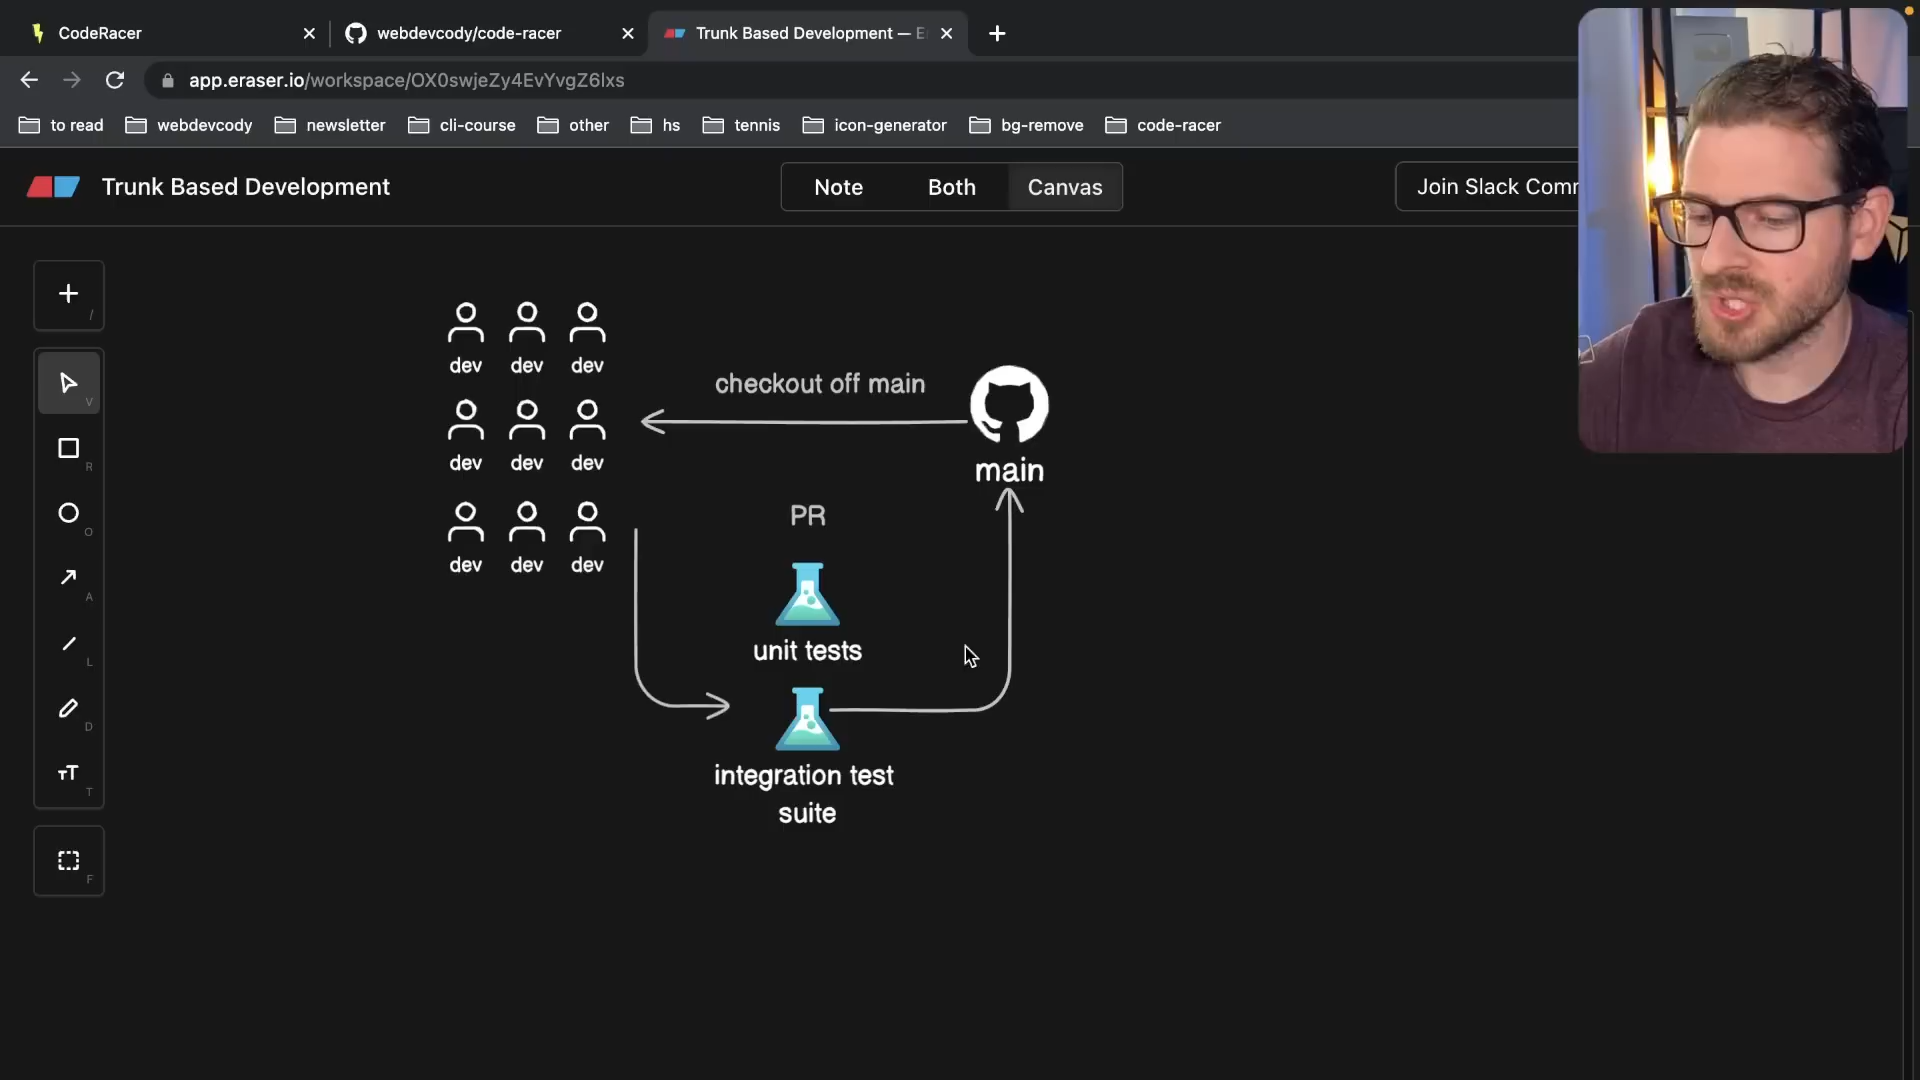 CodeRacer
webdevcody/code-racer
Trunk Based Development — E
app.eraser.io/workspace/OX0swjeZy4EvYvgZ6lxs
to read
webdevcody
newsletter
cli-course
other
hs
tennis
icon-generator
bg-remove
code-racer
Trunk Based Development
Note
Both
Canvas
Join Slack Comm
/
V
R
O
A
L
D
T
F
dev dev dev
dev dev dev
dev dev dev
checkout off main
main
PR
unit tests
integration test
suite